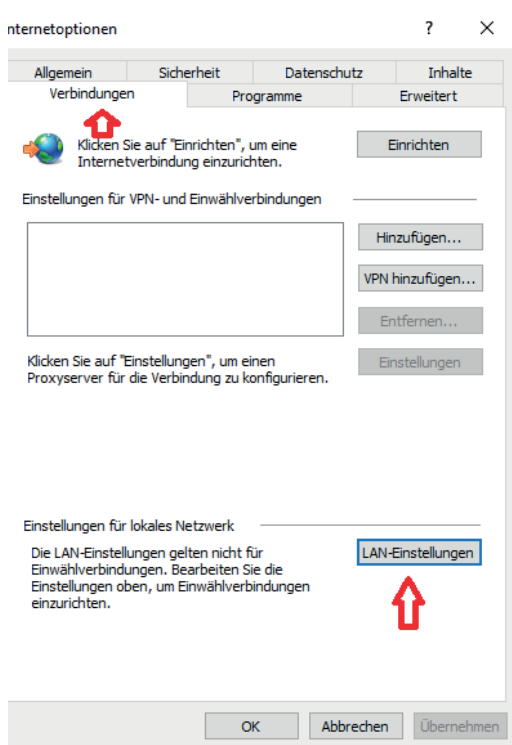 nternetoptionen ? ×
Allgemein Sicherheit Datenschutz Inhalte
Verbindungen Programme Erweitert
Klicken Sie auf "Einrichten", um eine
Internetverbindung einzurichten.
Einrichten
Einstellungen für VPN- und Einwählverbindungen
Hinzufügen...
VPN hinzufügen...
Entfernen...
Klicken Sie auf "Einstellungen", um einen
Proxyserver für die Verbindung zu konfigurieren.
Einstellungen
Einstellungen für lokales Netzwerk
Die LAN-Einstellungen gelten nicht für
Einwählverbindungen. Bearbeiten Sie die
Einstellungen oben, um Einwählverbindungen
einzurichten.
LAN-Einstellungen
OK Abbrechen Übernehmen